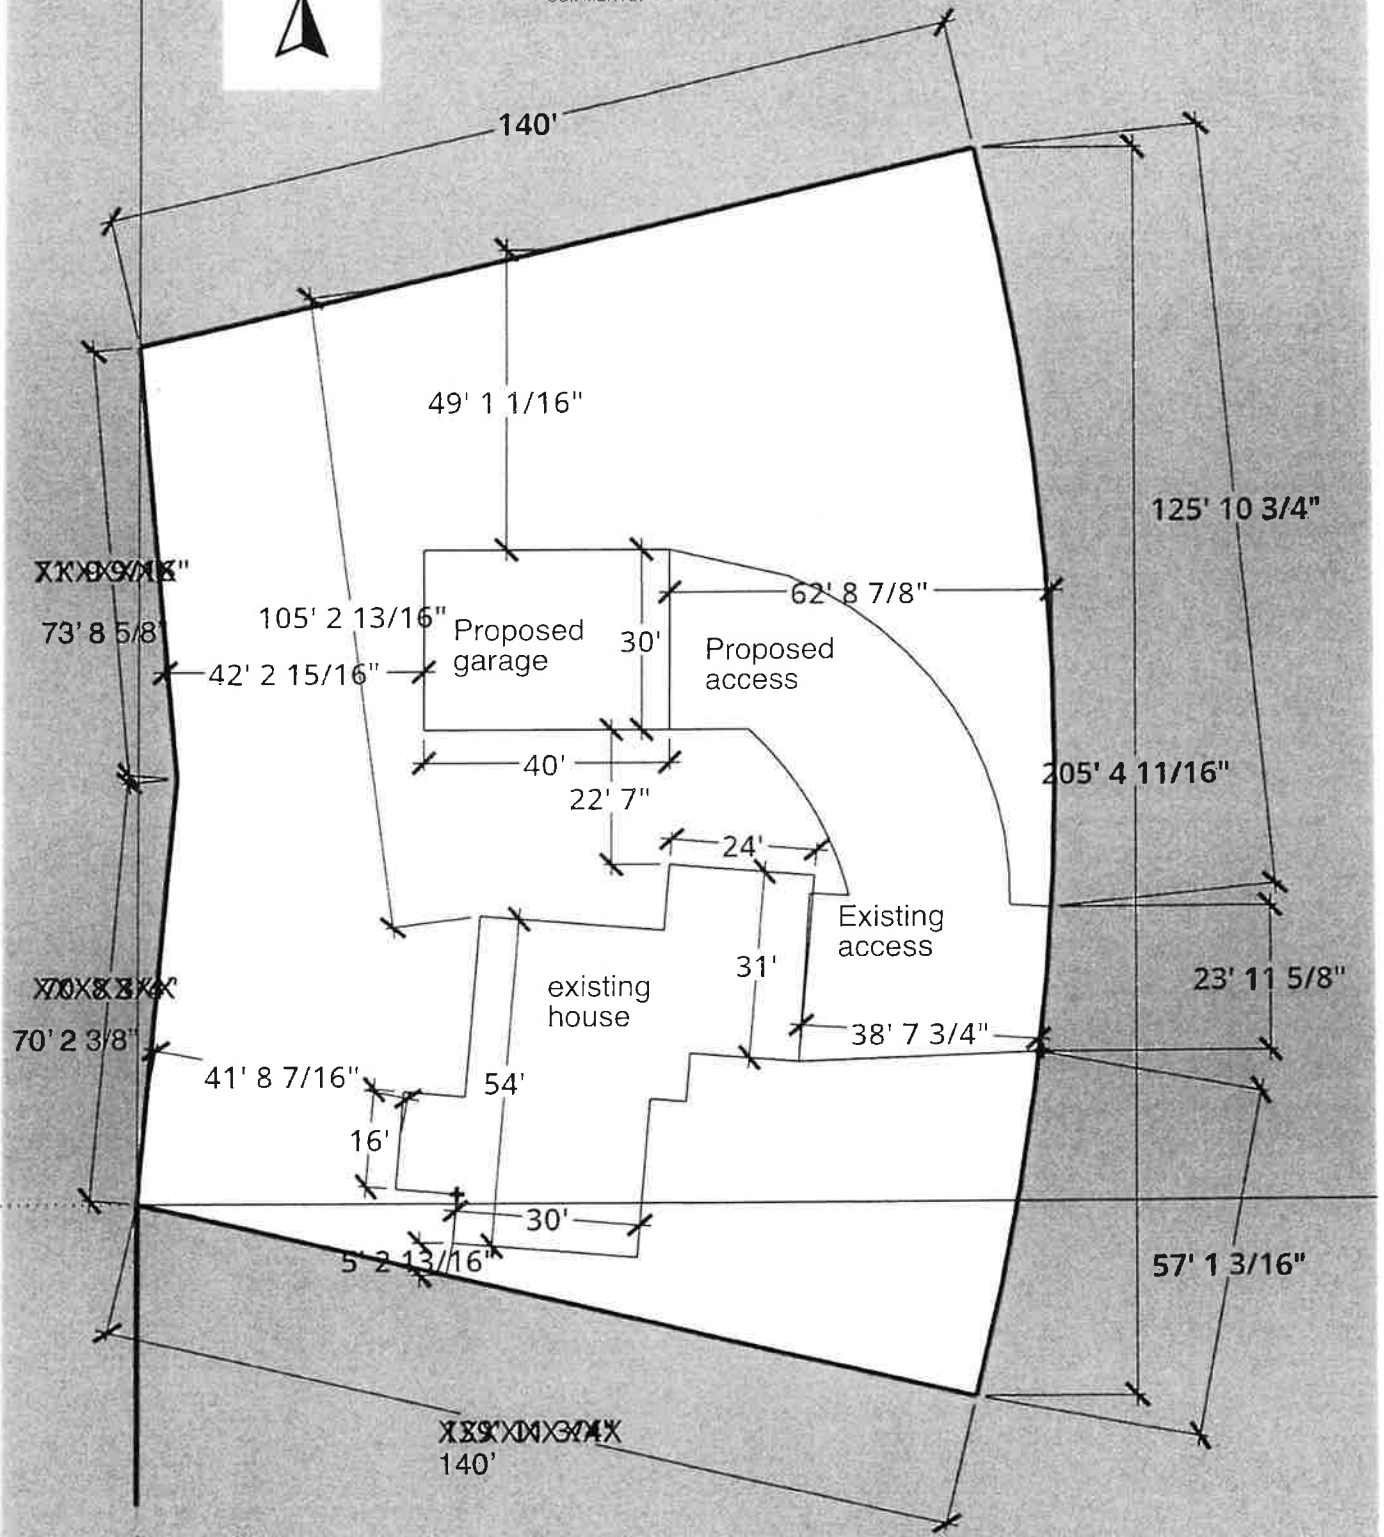 140'
49' 1 1/16"
125' 10 3/4"
62' 8 7/8"
105' 2 13/16"
Proposed
garage
30'
73' 8 5/8"
Proposed
access
42' 2 15/16"
40'
205' 4 11/16"
22' 7"
24'
Existing
access
31'
23' 11 5/8"
existing
house
38' 7 3/4"
70' 2 3/8"
41' 8 7/16"
54'
16'
30'
5' 2 13/16"
57' 1 3/16"
140'